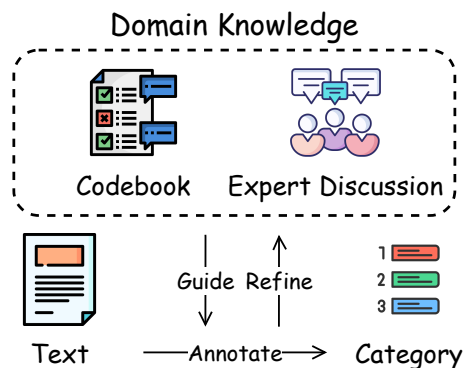 Domain Knowledge
Codebook
Expert Discussion
Guide
Refine
1
2
3
Text
Annotate
Category